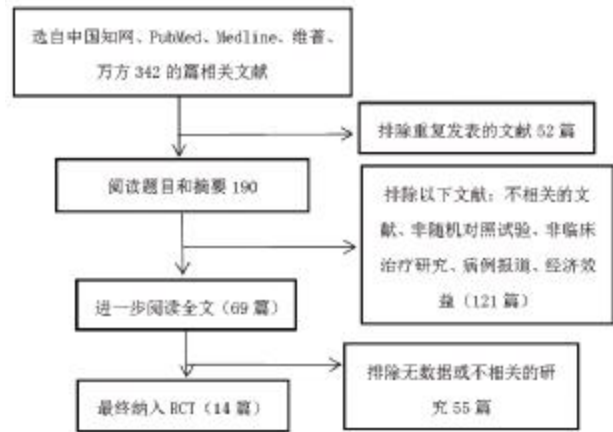 选自中国知网、PubMed、Medline、维普、
万方 342 的篇相关文献
排除重复发表的文献 52 篇
阅读题目和摘要 190
排除以下文献：不相关的文
献、非随机对照试验、非临床
治疗研究、病例报道、经济效
益（121 篇）
进一步阅读全文（69 篇）
排除无数据或不相关的研
究 55 篇
最终纳入 RCT（14 篇）